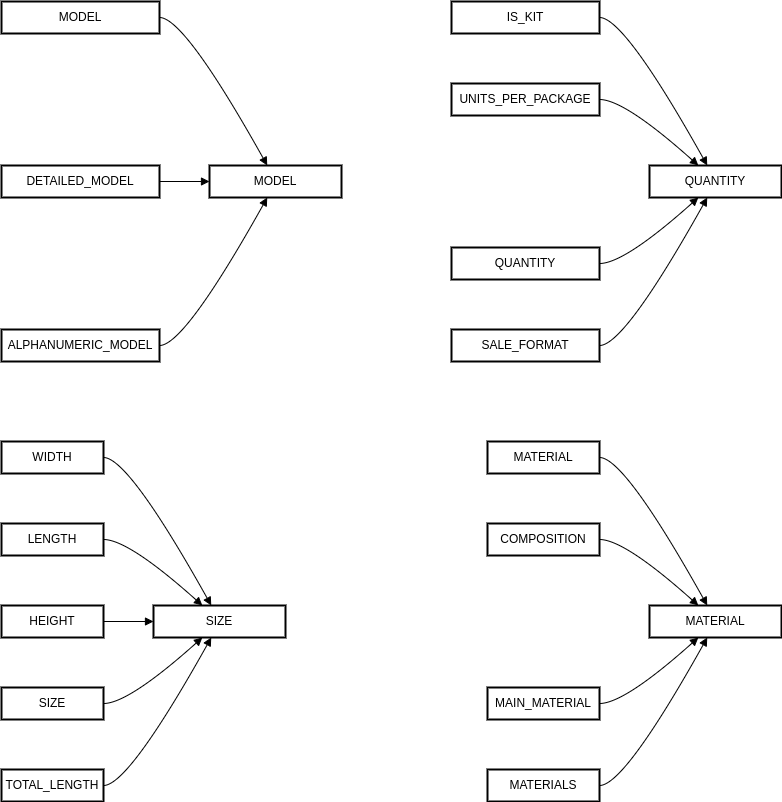 MODEL
DETAILED_MODEL
MODEL
ALPHANUMERIC_MODEL
IS_KIT
UNITS_PER_PACKAGE
QUANTITY
QUANTITY
SALE_FORMAT
WIDTH
LENGTH
HEIGHT
SIZE
SIZE
TOTAL_LENGTH
MATERIAL
COMPOSITION
MATERIAL
MAIN_MATERIAL
MATERIALS